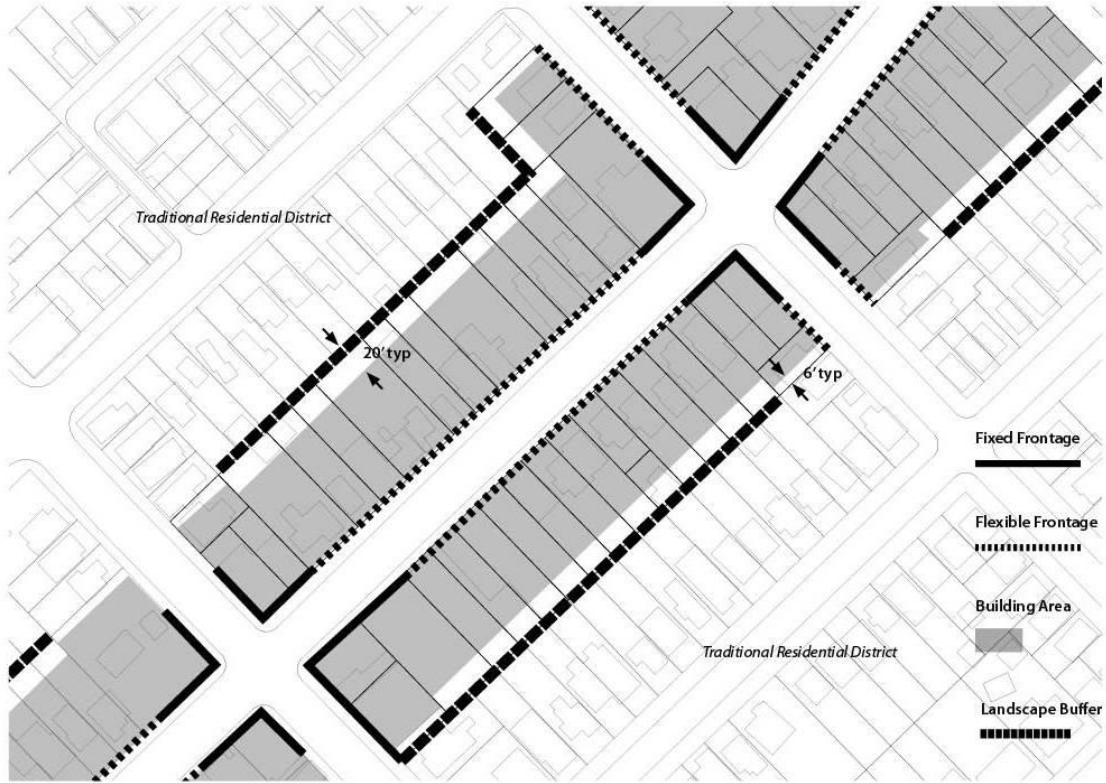 Traditional Residential District
20' typ
6' typ
Fixed Frontage
Flexible Frontage
Building Area
Traditional Residential District
Landscape Buffer